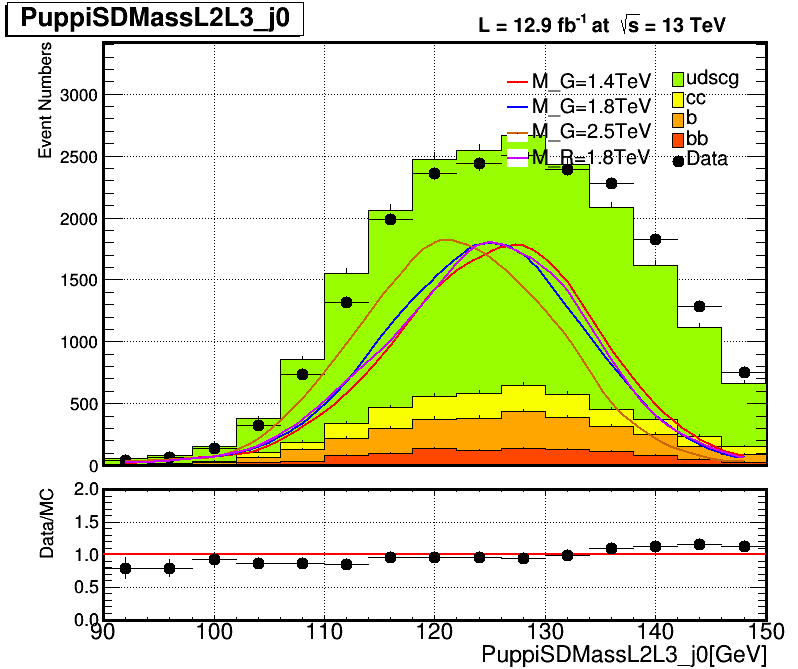 PuppiSDMassL2L3_j0
L = 12.9 fb-1 at √s = 13 TeV
Event Numbers
3000
2500
2000
1500
1000
500
0
M_G=1.4TeV
M_G=1.8TeV
M_G=2.5TeV
M_R=1.8TeV
udscg
cc
b
bb
Data
Data/MC
2.0
1.5
1.0
0.5
0.0
90 100 110 120 130 140 150
PuppiSDMassL2L3_j0[GeV]